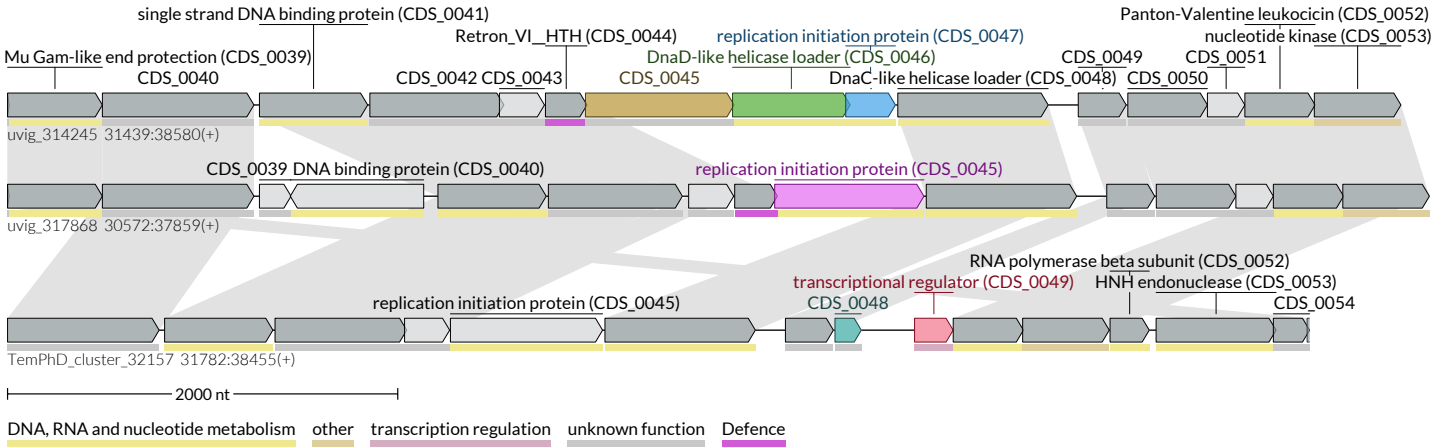 single strand DNA binding protein (CDS_0041)
Panton-Valentine leukocicin (CDS_0052)
Retron_VI__HTH (CDS_0044)
replication initiation protein (CDS_0047)
nucleotide kinase (CDS_0053)
Mu Gam-like end protection (CDS_0039)
DnaD-like helicase loader (CDS_0046)
CDS_0049
CDS_0051
CDS_0040
CDS_0042
CDS_0043
CDS_0045
DnaC-like helicase loader (CDS_0048)
CDS_0050
uvig_314245 31439:38580(+)
CDS_0039
DNA binding protein (CDS_0040)
replication initiation protein (CDS_0045)
uvig_317868 30572:37859(+)
RNA polymerase beta subunit (CDS_0052)
transcriptional regulator (CDS_0049)
HNH endonuclease (CDS_0053)
replication initiation protein (CDS_0045)
CDS_0048
CDS_0054
TemPhD_cluster_32157 31782:38455(+)
2000 nt
DNA, RNA and nucleotide metabolism
other
transcription regulation
unknown function
Defence